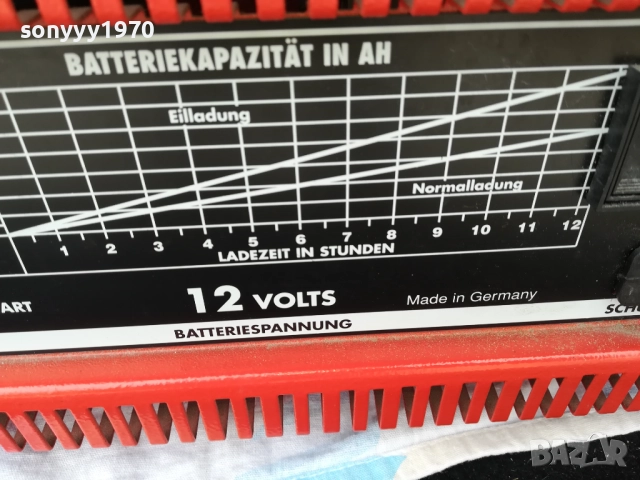 sonyyy1970
BATTERIEKAPAZITÄT IN AH
Eilladung
Normalladung
1 2 3 4 5 6 7 8 9 10 11 12
LADEZEIT IN STUNDEN
ART
12 VOLTS
Made in Germany
BATTERIESPANNUNG
BAZAR